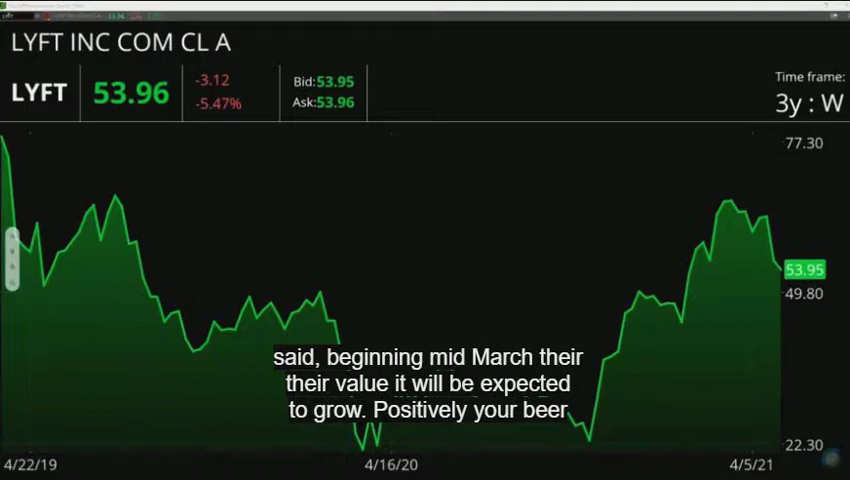 LYFT INC COM CL A
LYFT
53.96
-3.12
-5.47%
Bid:53.95
Ask:53.96
Time frame:
3y : W
77.30
53.95
49.80
said, beginning mid March their
their value it will be expected
to grow. Positively your beer
22.30
4/22/19
4/16/20
4/5/21